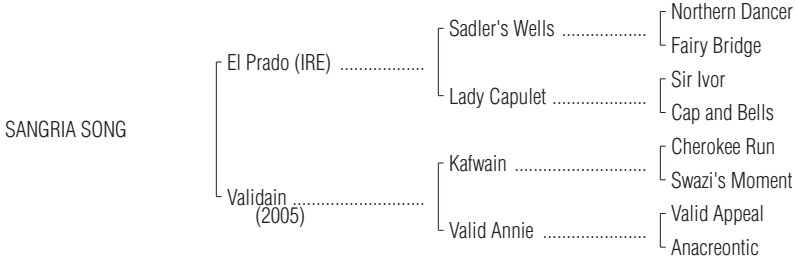 Northern Dancer
Sadler's Wells ..................
Fairy Bridge
El Prado (IRE) ..................
Sir Ivor
Lady Capulet ....................
Cap and Bells
SANGRIA SONG
Cherokee Run
Kafwain ............................
Swazi's Moment
Validain ............................
(2005)
Valid Appeal
Valid Annie ......................
Anacreontic